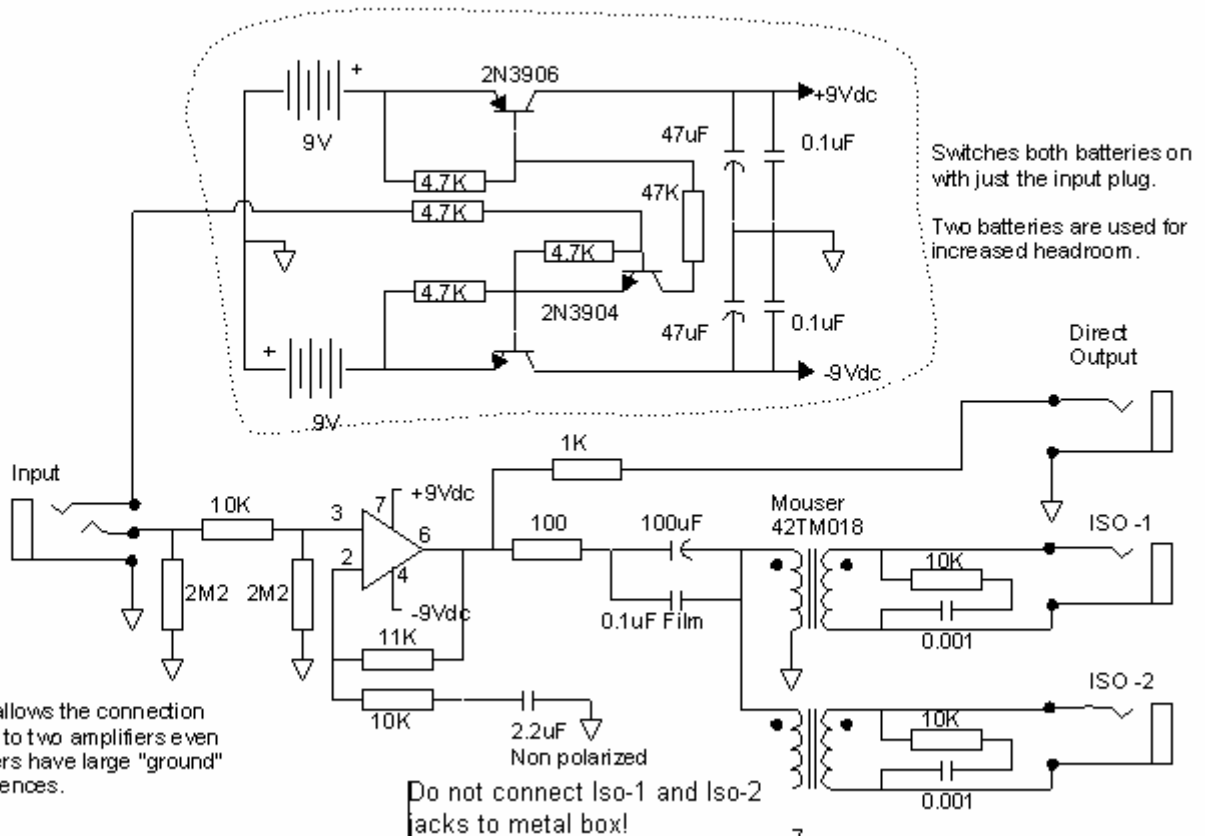 2N3906
+
9V
+9Vdc
47uF
0.1uF
4.7K
4.7K
47K
4.7K
4.7K
2N3904
47uF
0.1uF
+
9V
-9Vdc
Switches both batteries on
with just the input plug.
Two batteries are used for
increased headroom.
Direct
Output
Input
1K
10K
3
7
+9Vdc
6
2
4
-9Vdc
2M2
2M2
100
100uF
0.1uF Film
Mouser
42TM018
ISO -1
10K
0.001
11K
10K
2.2uF
Non polarized
ISO -2
10K
0.001
allows the connection
to two amplifiers even
ers have large "ground"
ences.
Do not connect Iso-1 and Iso-2
jacks to metal box!